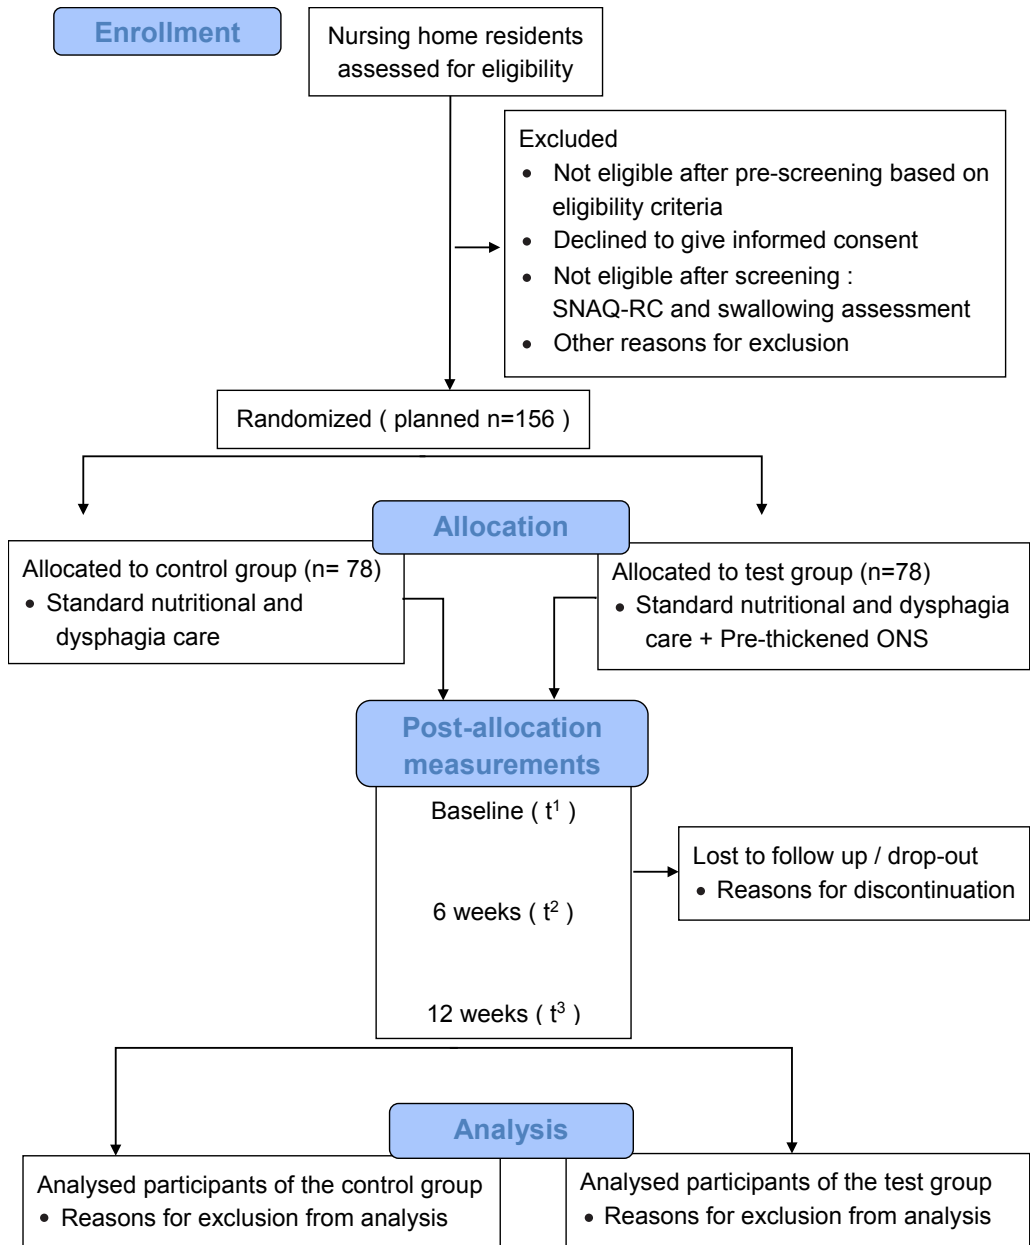 Enrollment
Nursing home residents
assessed for eligibility
Excluded
• Not eligible after pre-screening based on
eligibility criteria
• Declined to give informed consent
• Not eligible after screening :
SNAQ-RC and swallowing assessment
• Other reasons for exclusion
Randomized ( planned n=156 )
Allocation
Allocated to control group (n= 78)
• Standard nutritional and
dysphagia care
Allocated to test group (n=78)
• Standard nutritional and dysphagia
care + Pre-thickened ONS
Post-allocation
measurements
Baseline ( t¹ )
6 weeks ( t² )
12 weeks ( t³ )
Lost to follow up / drop-out
• Reasons for discontinuation
Analysis
Analysed participants of the control group
• Reasons for exclusion from analysis
Analysed participants of the test group
• Reasons for exclusion from analysis